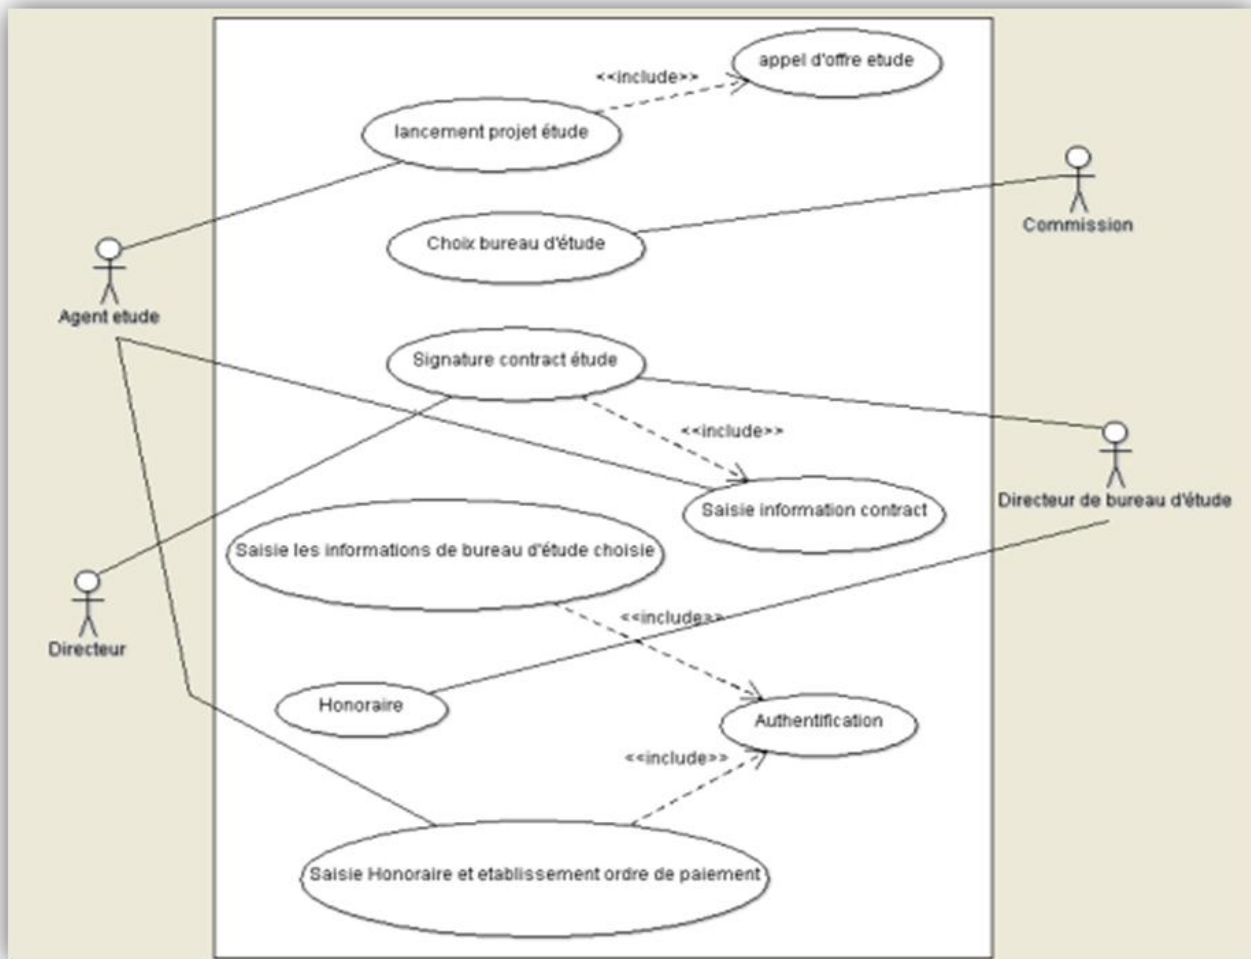 appel d'offre etude
<<include>>
lancement projet étude
Commission
Choix bureau d'étude
Agent etude
Signature contract étude
<<include>>
Directeur de bureau d'étude
Saisie information contract
Saisie les informations de bureau d'étude choisie
<<include>>
Directeur
Honoraire
Authentification
<<include>>
Saisie Honoraire et etablissement ordre de paiement